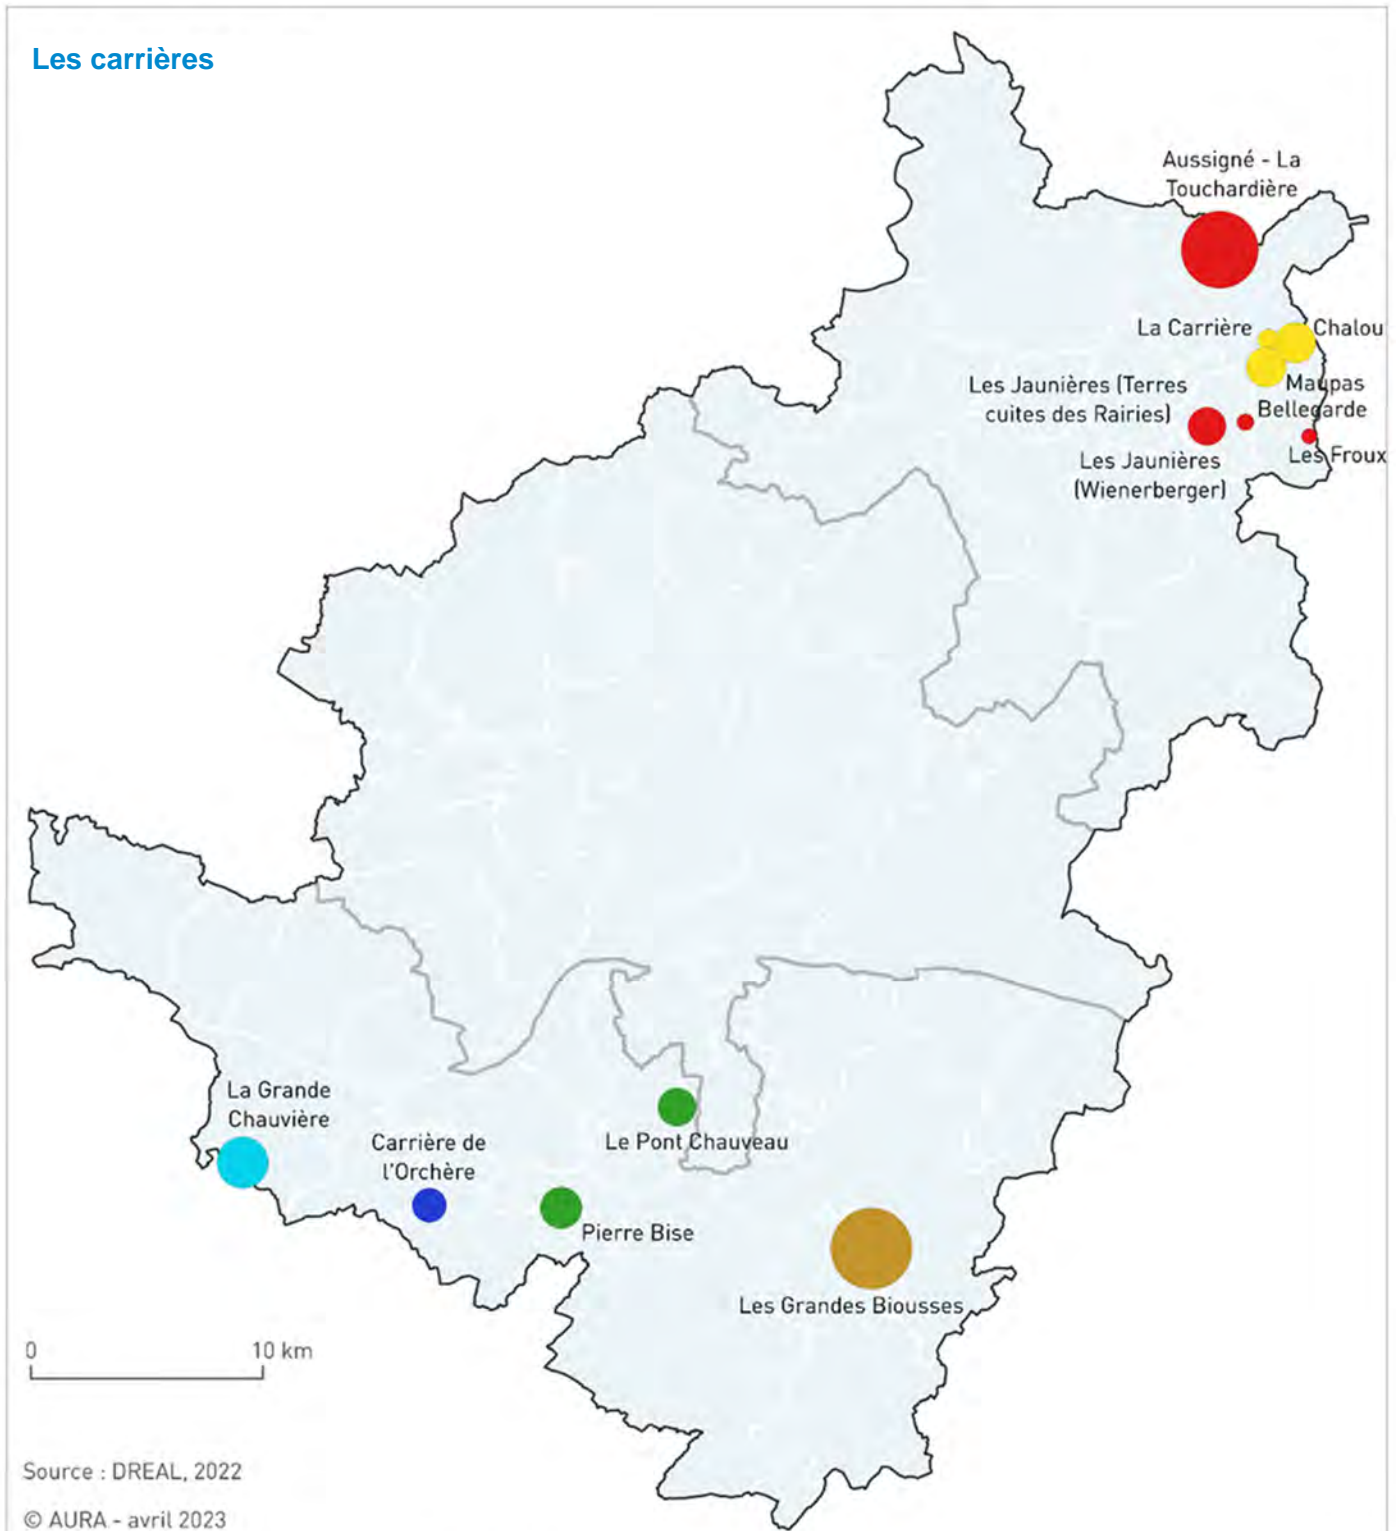 Les carrières
Aussigné - La
Touchardière
La Carrière
Chalou
Maupas
Les Jaunières (Terres
cuites des Rairies)
Bellegarde
Les Froux
Les Jaunières
(Wienerberger)
La Grande
Chauvière
Carrière de
l'Orchère
Le Pont Chauveau
Pierre Bise
Les Grandes Biousses
0
10 km
Source : DREAL, 2022
© AURA - avril 2023